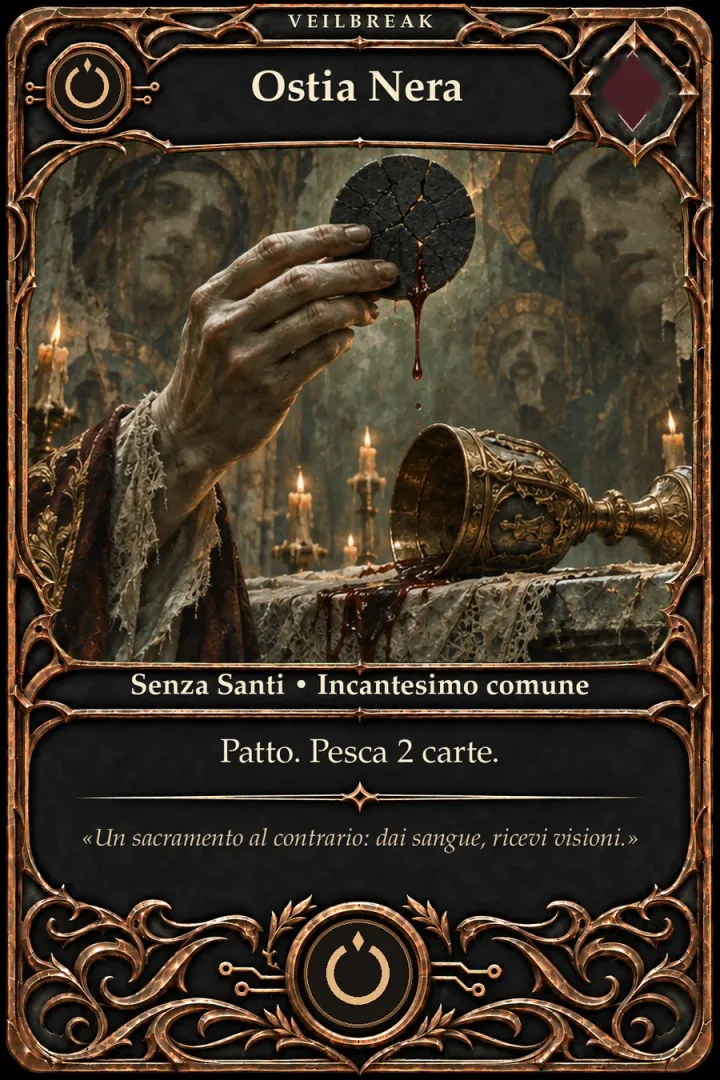 VEILBREAK
Ostia Nera
Senza Santi • Incantesimo comune
Patto. Pesca 2 carte.
«Un sacramento al contrario: dai sangue, ricevi visioni.»